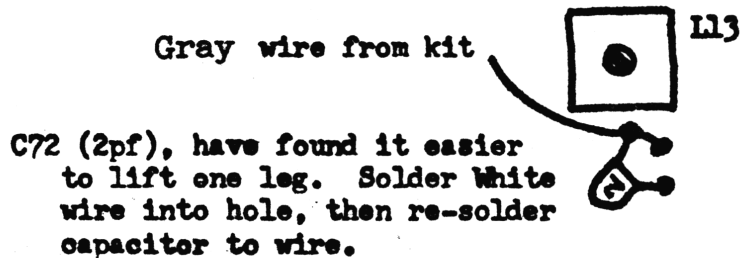 L13
Gray wire from kit
C72 (2pf), have found it easier
to lift one leg. Solder White
wire into hole, then re-solder
capacitor to wire.
2